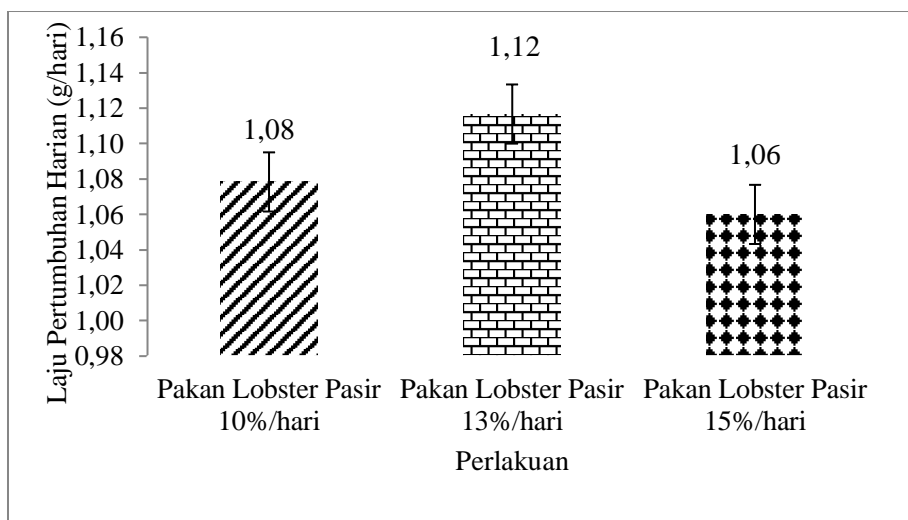 Laju Pertumbuhan Harian (g/hari)
1,16
1,14
1,12
1,10
1,08
1,06
1,04
1,02
1,00
0,98
1,08
1,12
1,06
Pakan Lobster Pasir
10%/hari
Pakan Lobster Pasir
13%/hari
Pakan Lobster Pasir
15%/hari
Perlakuan